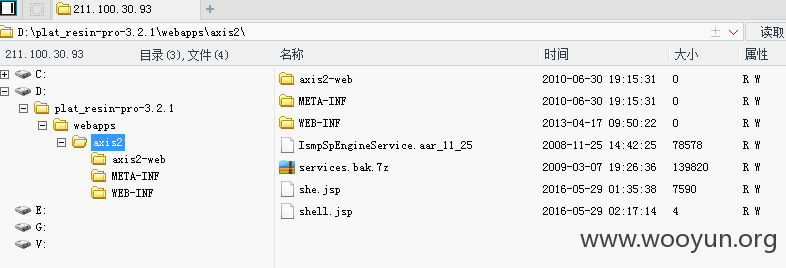 211.100.30.93
D:\plat_resin-pro-3.2.1\webapps\axis2\ 读取
211.100.30.93 目录(3),文件(4) 名称 时间 大小 属性
C:
D:
plat_resin-pro-3.2.1
webapps
axis2
axis2-web
META-INF
WEB-INF
E:
G:
V:
axis2-web 2010-06-30 19:15:31 0 R W
META-INF 2010-06-30 19:15:31 0 R W
WEB-INF 2013-04-17 09:50:22 0 R W
IsmpSpEngineService.aar_11_25 2008-11-25 14:42:25 78578 R W
services.bak.7z 2009-03-07 19:26:36 139820 R W
she.jsp 2016-05-29 01:35:38 7590 R W
shell.jsp 2016-05-29 02:17:14 4 R W
www.wooyun.org